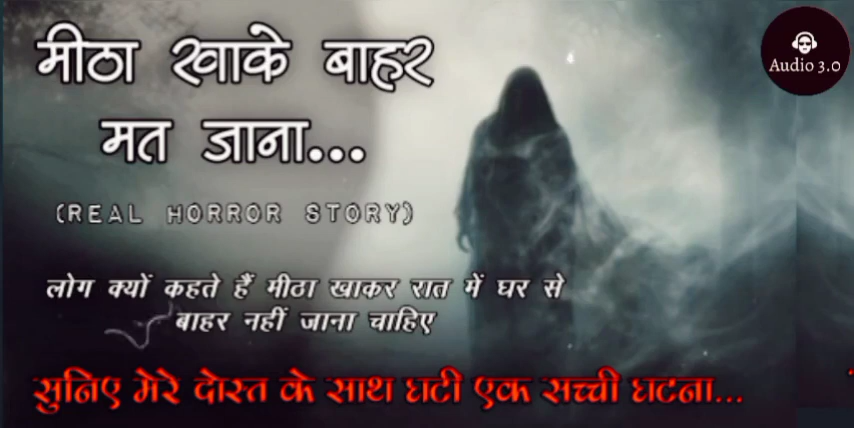 मीठा खाके बाहर
मत जाना...
(REAL HORROR STORY)
लोग क्यों कहते हैं मीठा खाकर रात में घर से
बाहर नहीं जाना चाहिए
सुनिए मेरे दोस्त के साथ घटी एक सच्ची घटना...
Audio 3.0